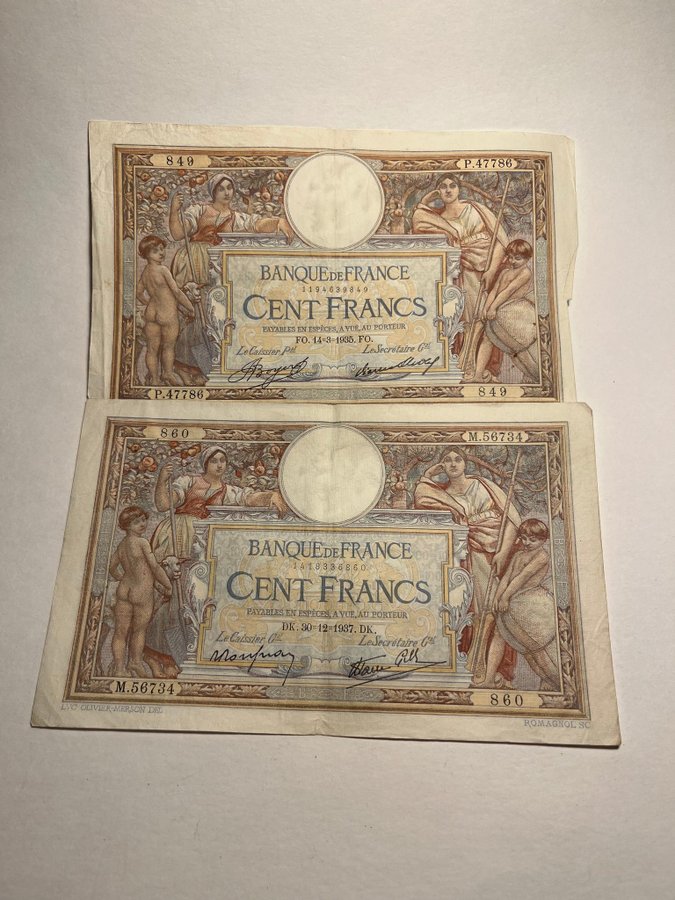 849 P.47786
BANQUE DE FRANCE
1194639849
CENT FRANCS
PAYABLES EN ESPÈCES, A VUE, AU PORTEUR
FO. 14-3-1935. FO.
Le Caissier Pal Le Secrétaire Gal
P.47786 849
860 M.56734
BANQUE DE FRANCE
1418336860
CENT FRANCS
PAYABLES EN ESPÈCES, A VUE, AU PORTEUR
DK. 30-12-1937. DK.
Le Caissier Gal Le Secrétaire Gal
M.56734 860
LUC OLIVIER-MERSON DEL. ROMAGNOL SC.